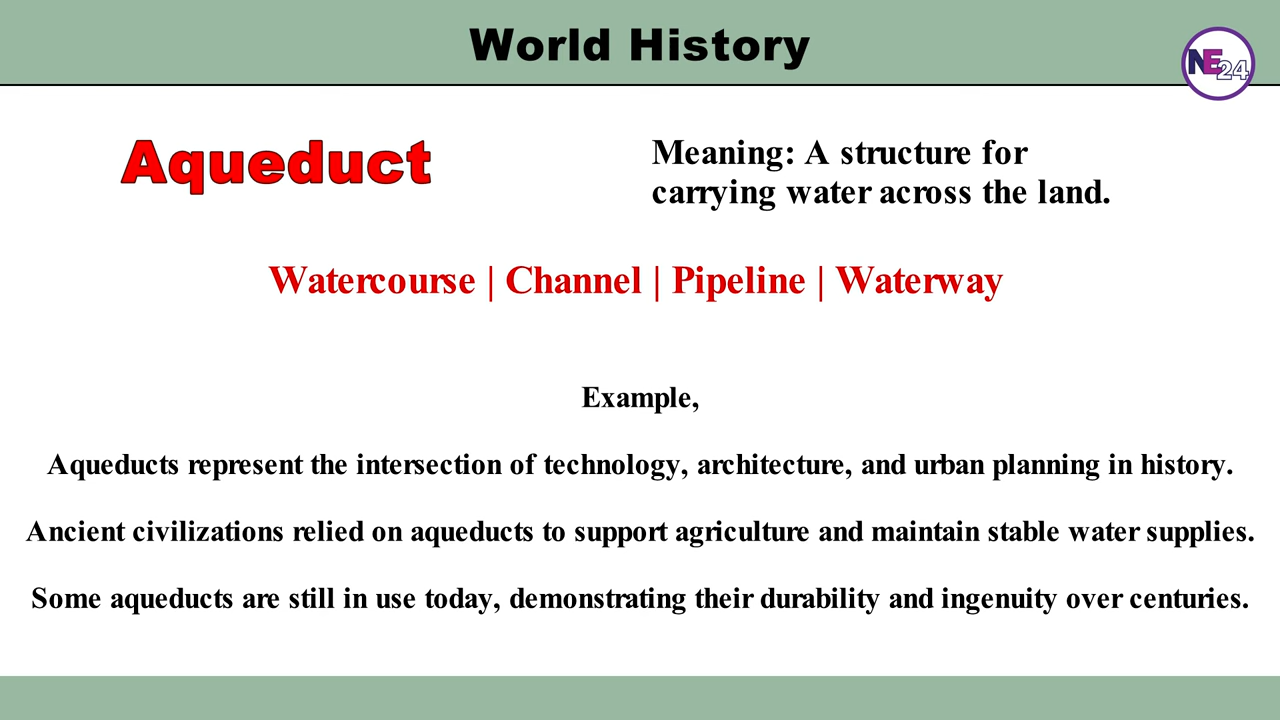 World History
NE24
Aqueduct
Meaning: A structure for
carrying water across the land.
Watercourse | Channel | Pipeline | Waterway
Example,
Aqueducts represent the intersection of technology, architecture, and urban planning in history.
Ancient civilizations relied on aqueducts to support agriculture and maintain stable water supplies.
Some aqueducts are still in use today, demonstrating their durability and ingenuity over centuries.